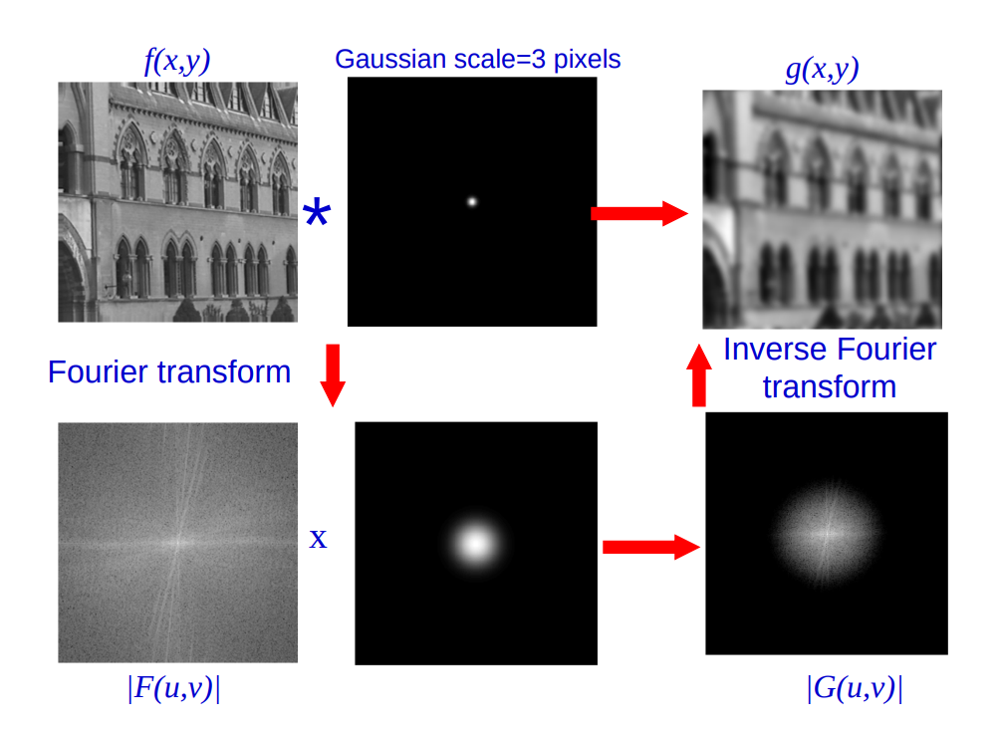 f(x,y)
Gaussian scale=3 pixels
g(x,y)
*
Fourier transform
Inverse Fourier
transform
x
|F(u,v)|
|G(u,v)|